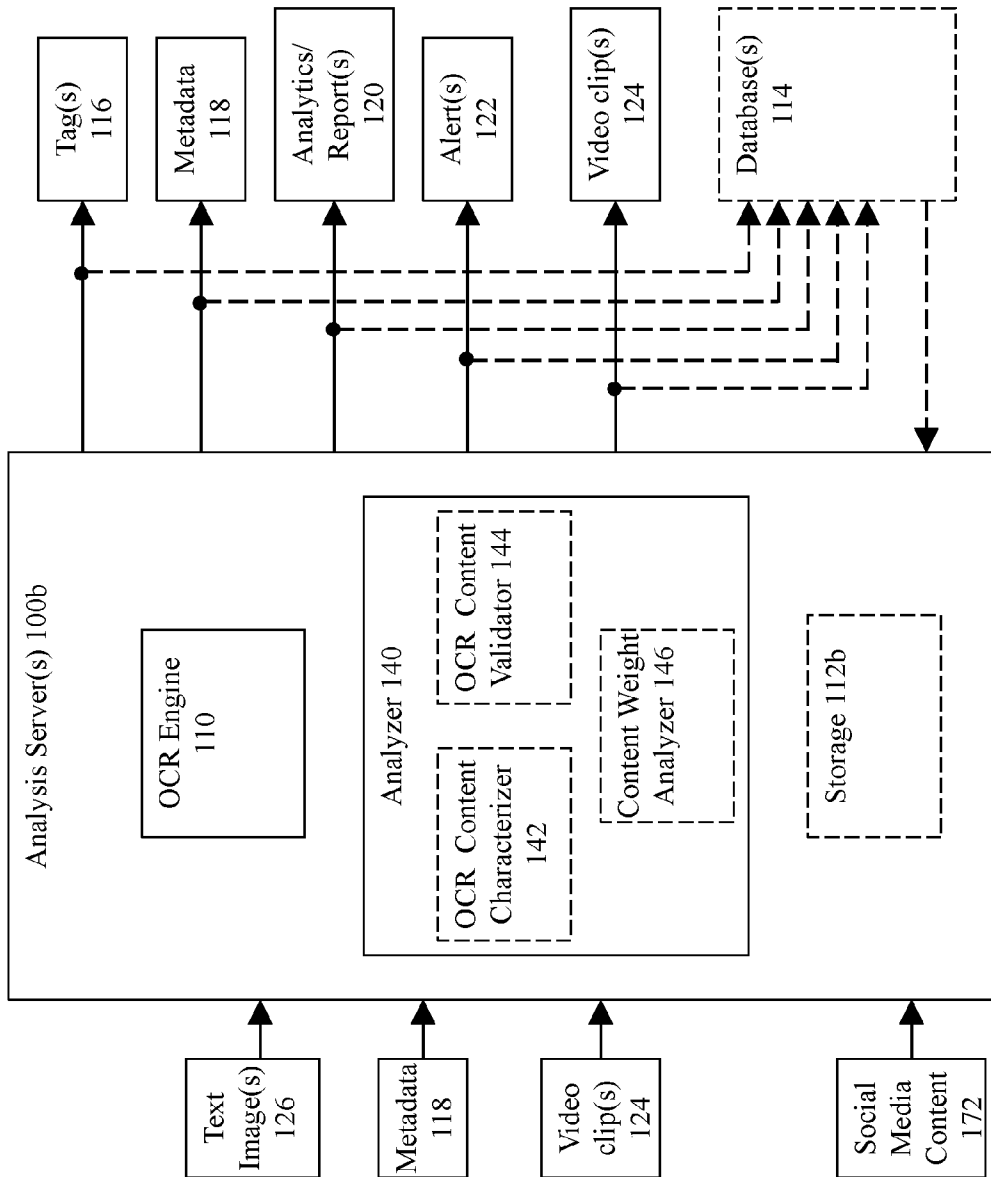 Analysis Server(s) 100b
OCR Engine
110
Analyzer 140
OCR Content
Characterizer
142
OCR Content
Validator 144
Content Weight
Analyzer 146
Storage 112b
Text
Image(s)
126
Metadata
118
Video
clip(s)
124
Social
Media
Content
172
Tag(s)
116
Metadata
118
Analytics/
Report(s)
120
Alert(s)
122
Video clip(s)
124
Database(s)
114